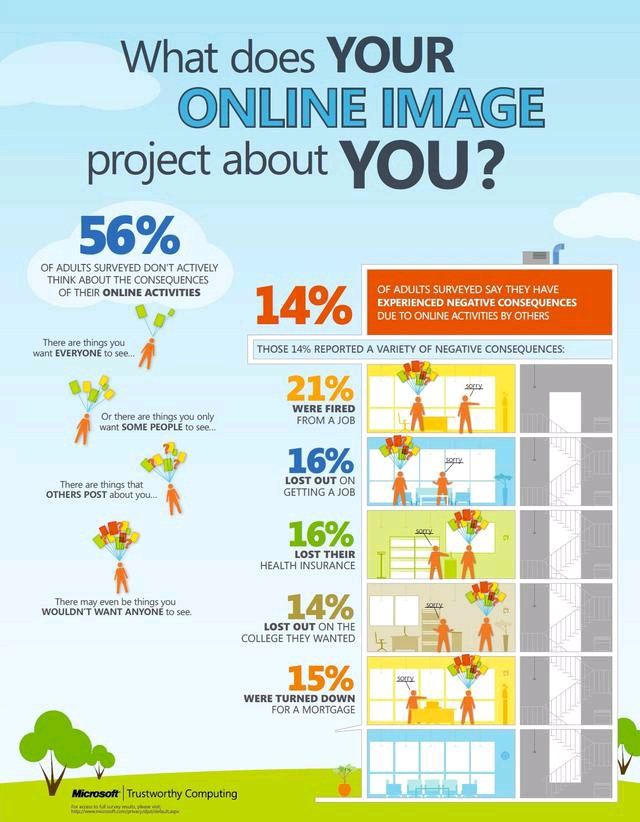 What does YOUR
ONLINE IMAGE
project about YOU?
56%
OF ADULTS SURVEYED DON'T ACTIVELY
THINK ABOUT THE CONSEQUENCES
OF THEIR ONLINE ACTIVITIES
There are things you
want EVERYONE to see...
Or there are things you only
want SOME PEOPLE to see...
There are things that
OTHERS POST about you...
There may even be things you
WOULDN'T WANT ANYONE to see.
14%
OF ADULTS SURVEYED SAY THEY HAVE
EXPERIENCED NEGATIVE CONSEQUENCES
DUE TO ONLINE ACTIVITIES BY OTHERS
THOSE 14% REPORTED A VARIETY OF NEGATIVE CONSEQUENCES:
21%
WERE FIRED
FROM A JOB
sorry
16%
LOST OUT ON
GETTING A JOB
sorry
16%
LOST THEIR
HEALTH INSURANCE
sorry
14%
LOST OUT ON THE
COLLEGE THEY WANTED
sorry
15%
WERE TURNED DOWN
FOR A MORTGAGE
sorry
Microsoft | Trustworthy Computing
For access to full survey results, please visit:
http://www.microsoft.com/privacy/dpd/default.aspx